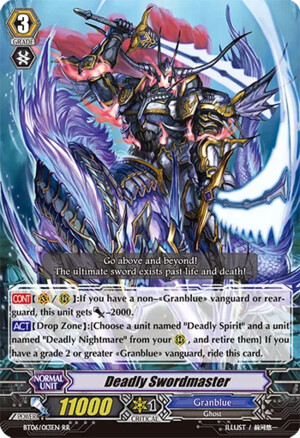 3
GRADE
Go above and beyond!
The ultimate sword exists past life and death!
CONT [ / ]:If you have a non-«Granblue» vanguard or rear-
guard, this unit gets -2000.
ACT [Drop Zone]:[Choose a unit named "Deadly Spirit" and a unit
named "Deadly Nightmare" from your , and retire them] If you
have a grade 2 or greater «Granblue» vanguard, ride this card.
NORMAL
UNIT
Deadly Swordmaster
POWER
11000
1
CRITICAL
Granblue
Ghost
BT06/013EN RR
ILLUST /